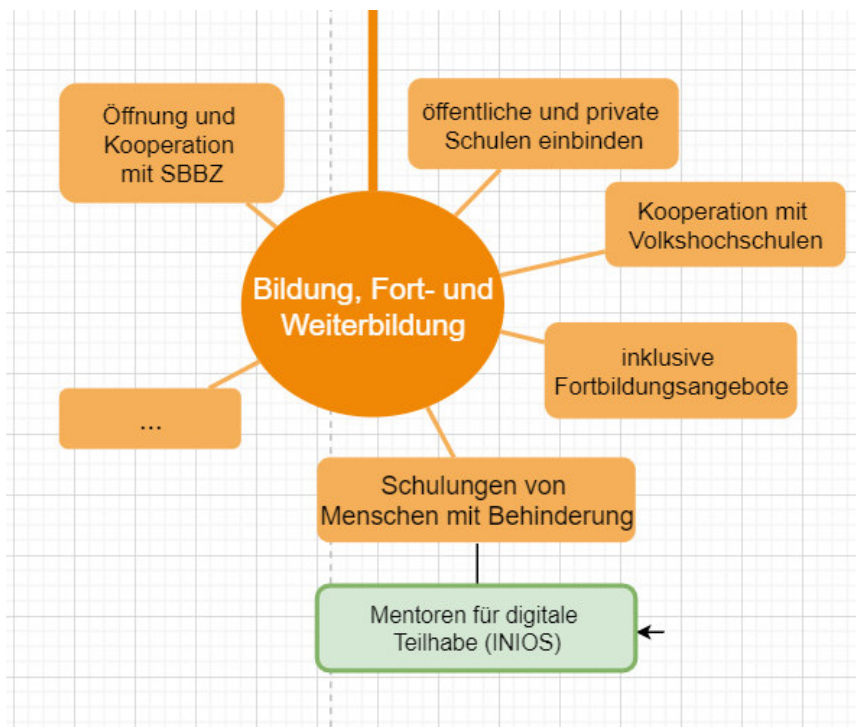 Öffnung und
Kooperation
mit SBBZ
öffentliche und private
Schulen einbinden
Kooperation mit
Volkshochschulen
Bildung, Fort- und
Weiterbildung
inklusive
Fortbildungsangebote
...
Schulungen von
Menschen mit Behinderung
Mentoren für digitale
Teilhabe (INIOS)